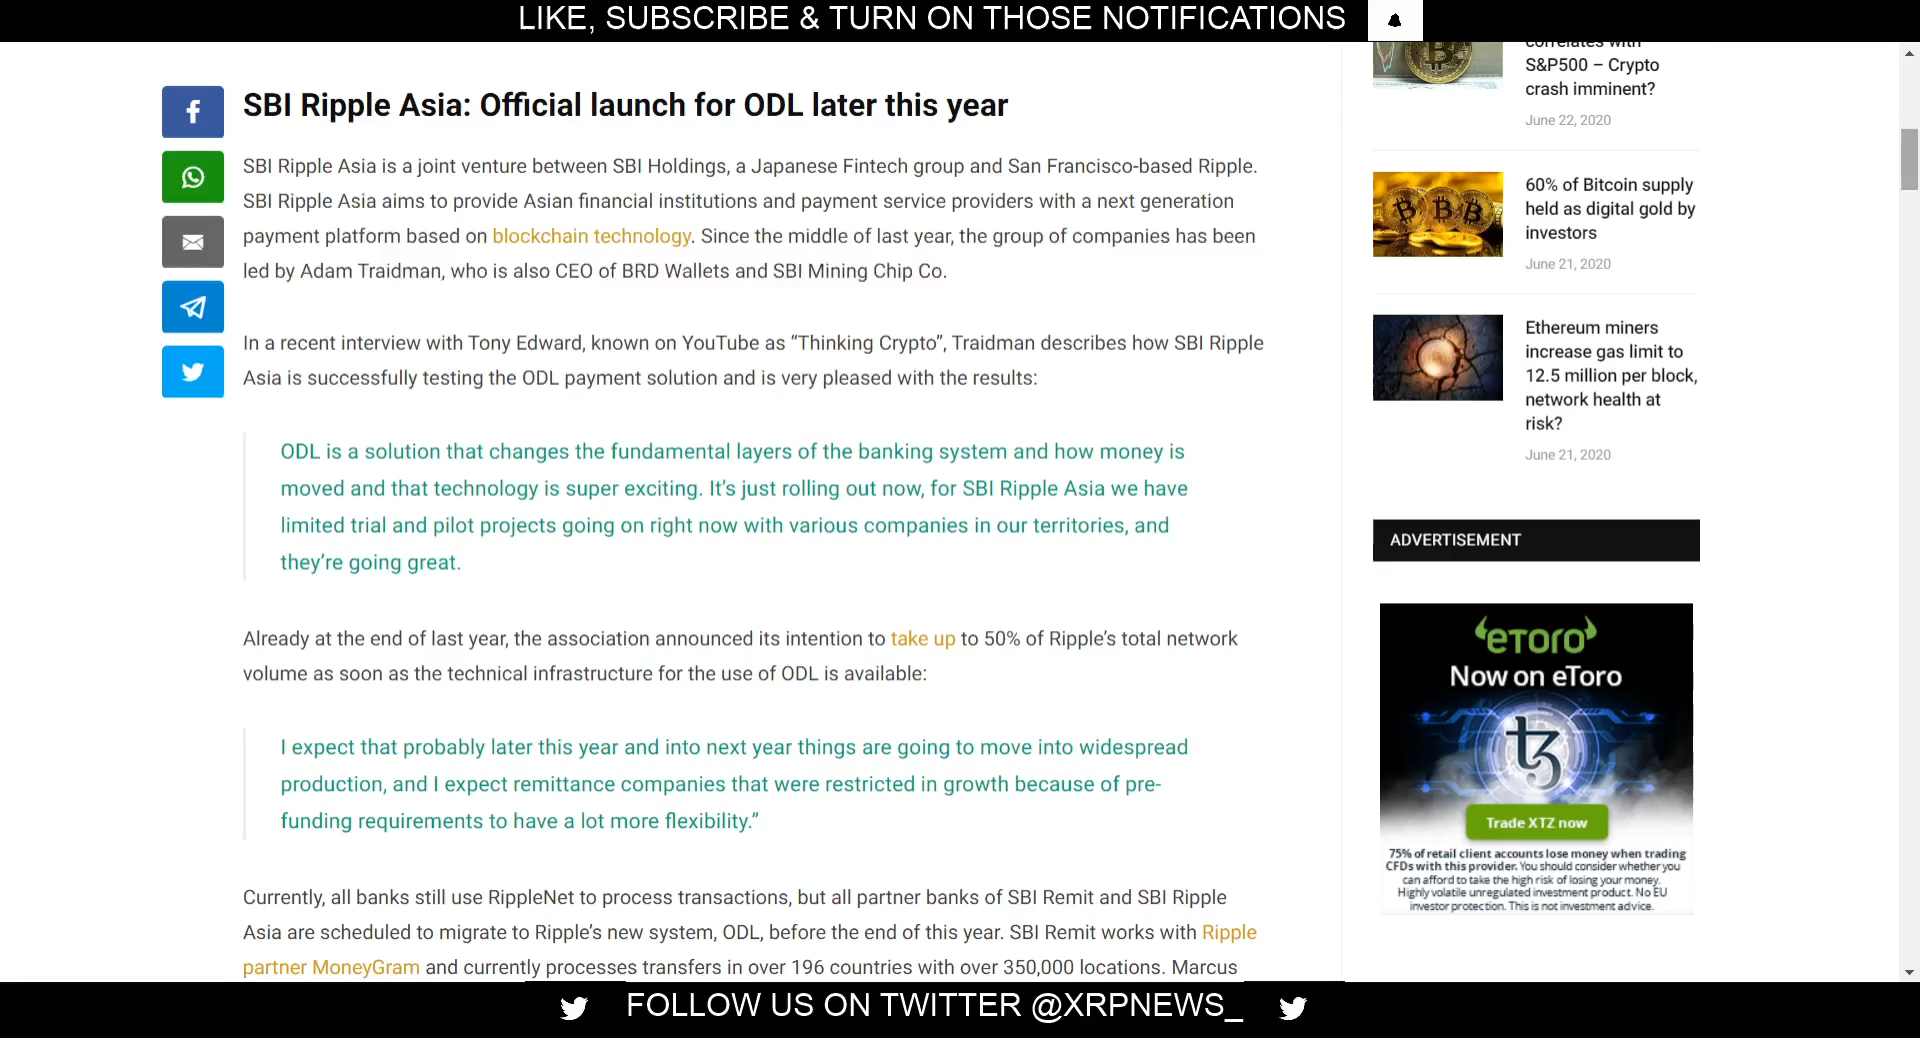 LIKE, SUBSCRIBE & TURN ON THOSE NOTIFICATIONS
SBI Ripple Asia: Official launch for ODL later this year
SBI Ripple Asia is a joint venture between SBI Holdings, a Japanese Fintech group and San Francisco-based Ripple.
SBI Ripple Asia aims to provide Asian financial institutions and payment service providers with a next generation
payment platform based on blockchain technology. Since the middle of last year, the group of companies has been
led by Adam Traidman, who is also CEO of BRD Wallets and SBI Mining Chip Co.
In a recent interview with Tony Edward, known on YouTube as “Thinking Crypto”, Traidman describes how SBI Ripple
Asia is successfully testing the ODL payment solution and is very pleased with the results:
ODL is a solution that changes the fundamental layers of the banking system and how money is
moved and that technology is super exciting. It’s just rolling out now, for SBI Ripple Asia we have
limited trial and pilot projects going on right now with various companies in our territories, and
they’re going great.
Already at the end of last year, the association announced its intention to take up to 50% of Ripple’s total network
volume as soon as the technical infrastructure for the use of ODL is available:
I expect that probably later this year and into next year things are going to move into widespread
production, and I expect remittance companies that were restricted in growth because of pre-
funding requirements to have a lot more flexibility.”
Currently, all banks still use RippleNet to process transactions, but all partner banks of SBI Remit and SBI Ripple
Asia are scheduled to migrate to Ripple’s new system, ODL, before the end of this year. SBI Remit works with Ripple
partner MoneyGram and currently processes transfers in over 196 countries with over 350,000 locations. Marcus
correlates with
S&P500 – Crypto
crash imminent?
June 22, 2020
60% of Bitcoin supply
held as digital gold by
investors
June 21, 2020
Ethereum miners
increase gas limit to
12.5 million per block,
network health at
risk?
June 21, 2020
ADVERTISEMENT
eToro
Now on eToro
Trade XTZ now
75% of retail client accounts lose money when trading
CFDs with this provider. You should consider whether you
can afford to take the high risk of losing your money.
Highly volatile unregulated investment product. No EU
investor protection. This is not investment advice.
FOLLOW US ON TWITTER @XRPNEWS_